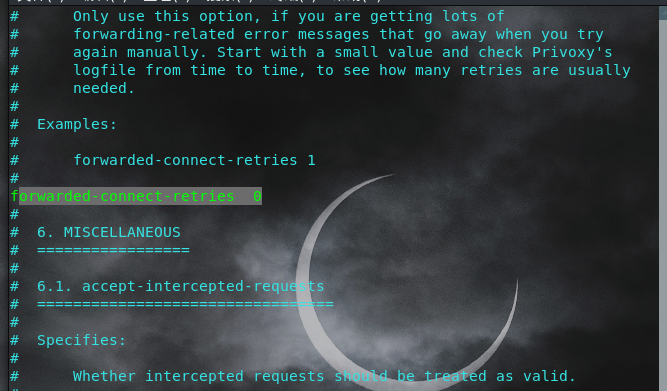 #      Only use this option, if you are getting lots of
#      forwarding-related error messages that go away when you try
#      again manually. Start with a small value and check Privoxy's
#      logfile from time to time, to see how many retries are usually
#      needed.
#
#  Examples:
#
#      forwarded-connect-retries 1
#
forwarded-connect-retries  0
#
#  6. MISCELLANEOUS
#  =================
#
#  6.1. accept-intercepted-requests
#  =================================
#
#  Specifies:
#
#      Whether intercepted requests should be treated as valid.
#